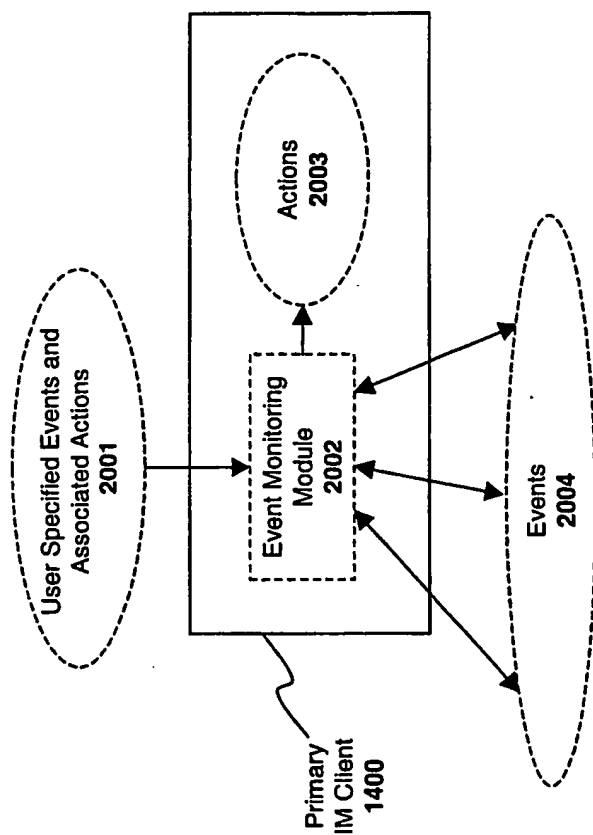 User Specified Events and
Associated Actions
2001
Event Monitoring
Module
2002
Actions
2003
Primary
IM Client
1400
Events
2004